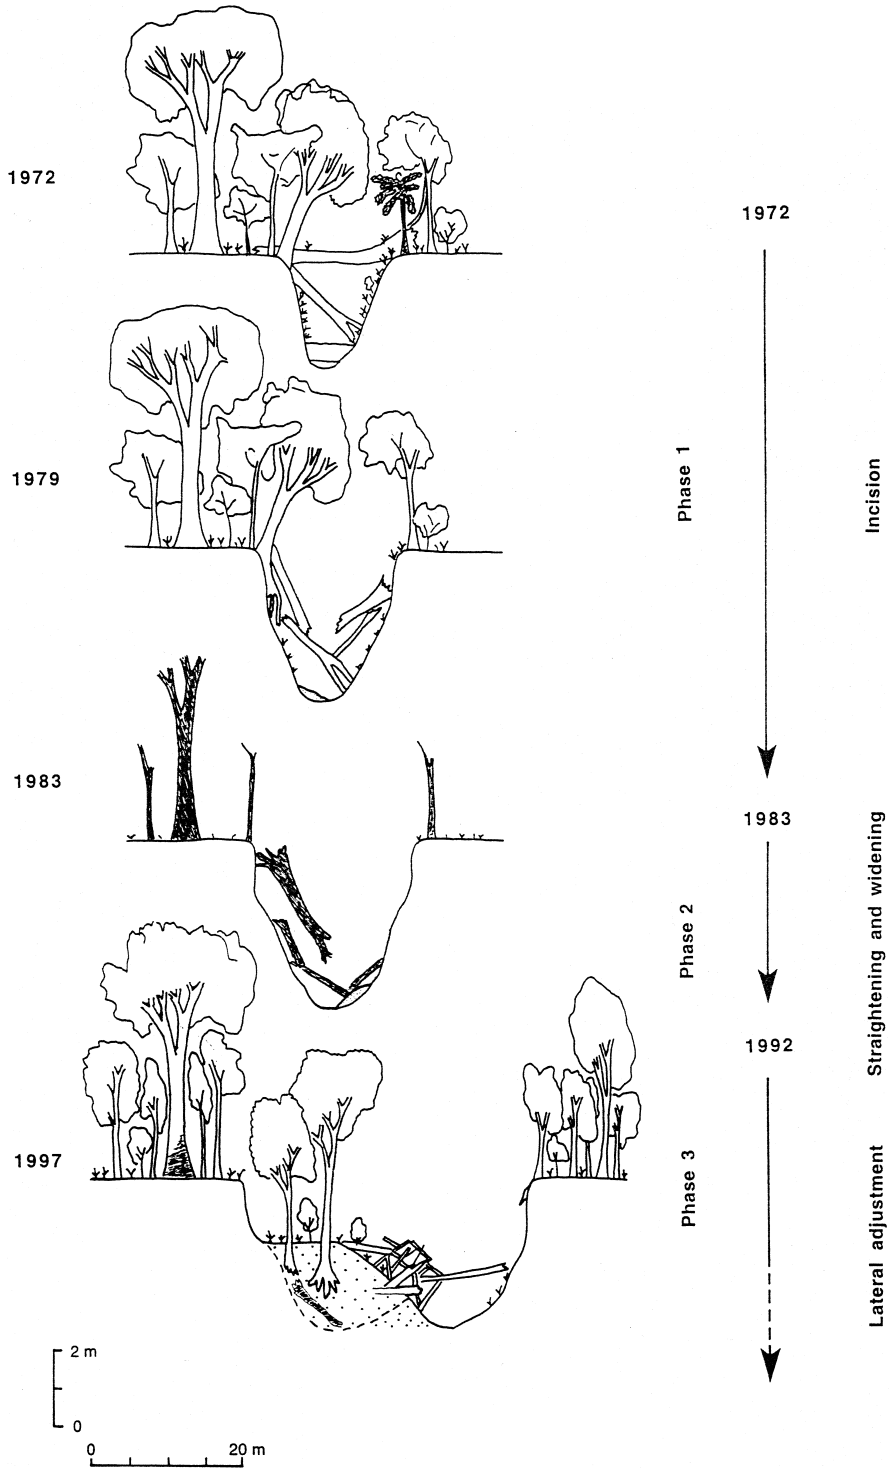 1972
1979
1983
1997
2 m
0
0
20 m
Phase 1
Phase 2
Phase 3
1972
1983
1992
Incision
Straightening and widening
Lateral adjustment